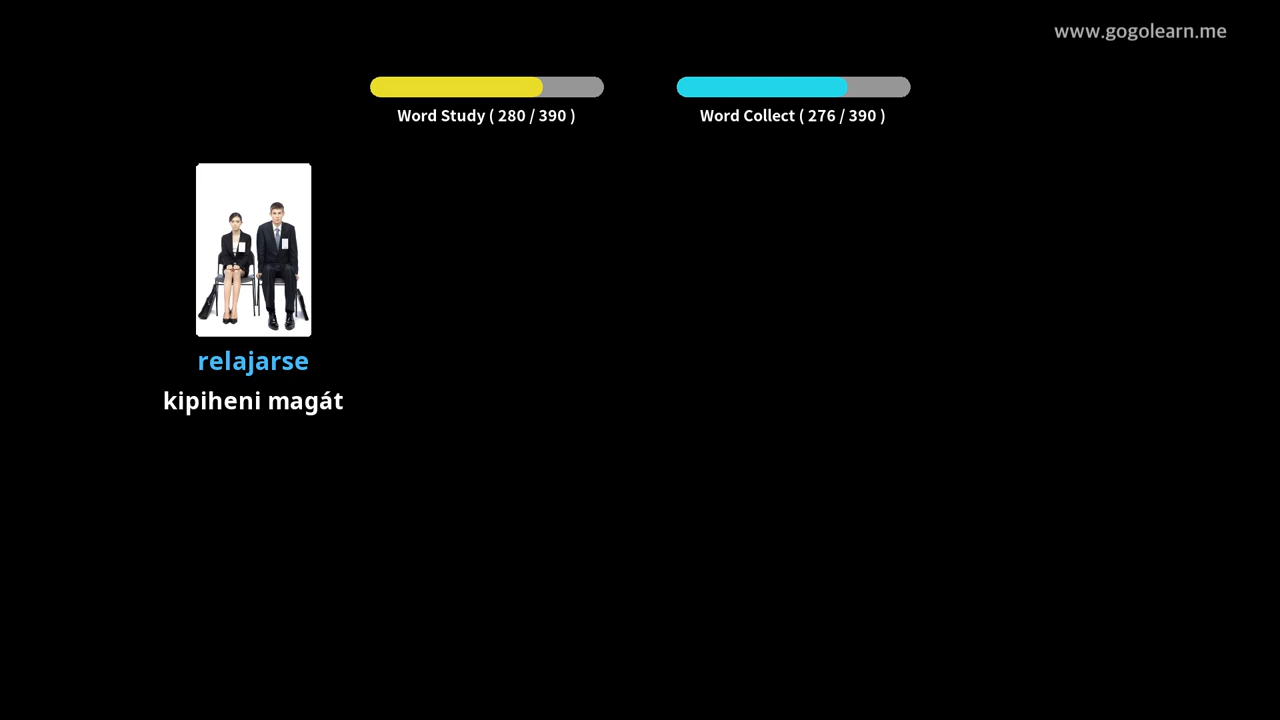 www.gogolearn.me
Word Study ( 280 / 390 )
Word Collect ( 276 / 390 )
relajarse
kipiheni magát